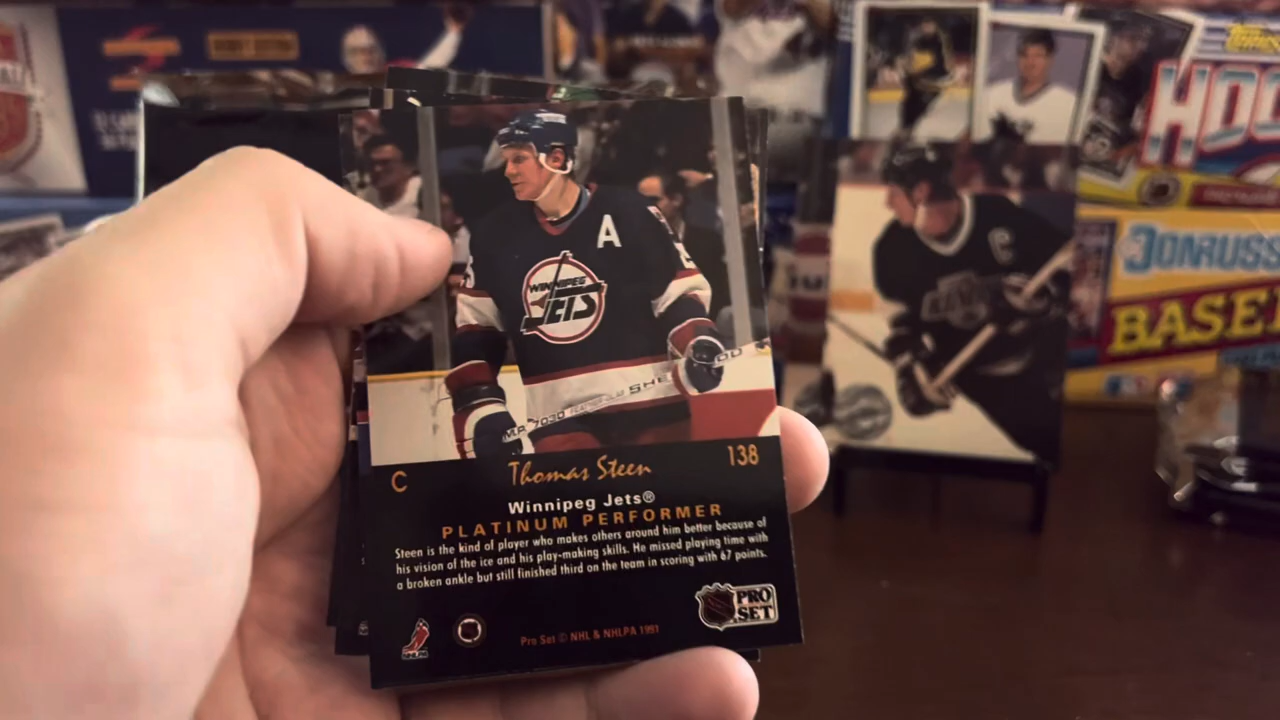 Topps
HOC
DONRUSS
BASE
A
C
WINNIPEG
JETS
C
Thomas Steen
138
Winnipeg Jets®
PLATINUM PERFORMER
Steen is the kind of player who makes others around him better because of
his vision of the ice and his play-making skills. He missed playing time with
a broken ankle but still finished third on the team in scoring with 67 points.
PRO
SET
Pro Set © NHL & NHLPA 1991